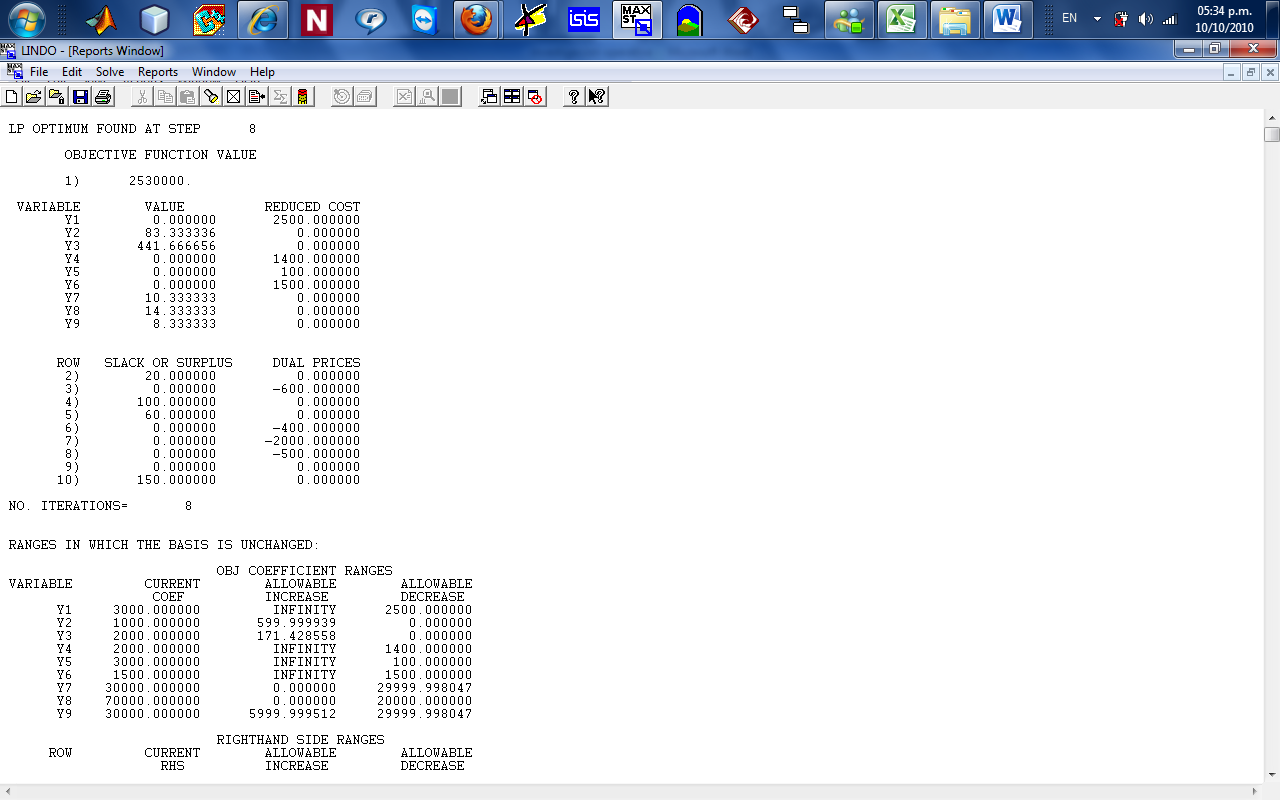 N
isis
MAX
ST
EN
05:34 p.m.
10/10/2010
LINDO - [Reports Window]
File Edit Solve Reports Window Help
LP OPTIMUM FOUND AT STEP 8
OBJECTIVE FUNCTION VALUE
1) 2530000.
VARIABLE VALUE REDUCED COST
Y1 0.000000 2500.000000
Y2 83.333336 0.000000
Y3 441.666656 0.000000
Y4 0.000000 1400.000000
Y5 0.000000 100.000000
Y6 0.000000 1500.000000
Y7 10.333333 0.000000
Y8 14.333333 0.000000
Y9 8.333333 0.000000
ROW SLACK OR SURPLUS DUAL PRICES
2) 20.000000 0.000000
3) 0.000000 -600.000000
4) 100.000000 0.000000
5) 60.000000 0.000000
6) 0.000000 -400.000000
7) 0.000000 -2000.000000
8) 0.000000 -500.000000
9) 0.000000 0.000000
10) 150.000000 0.000000
NO. ITERATIONS= 8
RANGES IN WHICH THE BASIS IS UNCHANGED:
OBJ COEFFICIENT RANGES
VARIABLE CURRENT ALLOWABLE ALLOWABLE
COEF INCREASE DECREASE
Y1 3000.000000 INFINITY 2500.000000
Y2 1000.000000 599.999939 0.000000
Y3 2000.000000 171.428558 0.000000
Y4 2000.000000 INFINITY 1400.000000
Y5 3000.000000 INFINITY 100.000000
Y6 1500.000000 INFINITY 1500.000000
Y7 30000.000000 0.000000 29999.998047
Y8 70000.000000 0.000000 20000.000000
Y9 30000.000000 5999.999512 29999.998047
RIGHTHAND SIDE RANGES
ROW CURRENT ALLOWABLE ALLOWABLE
RHS INCREASE DECREASE